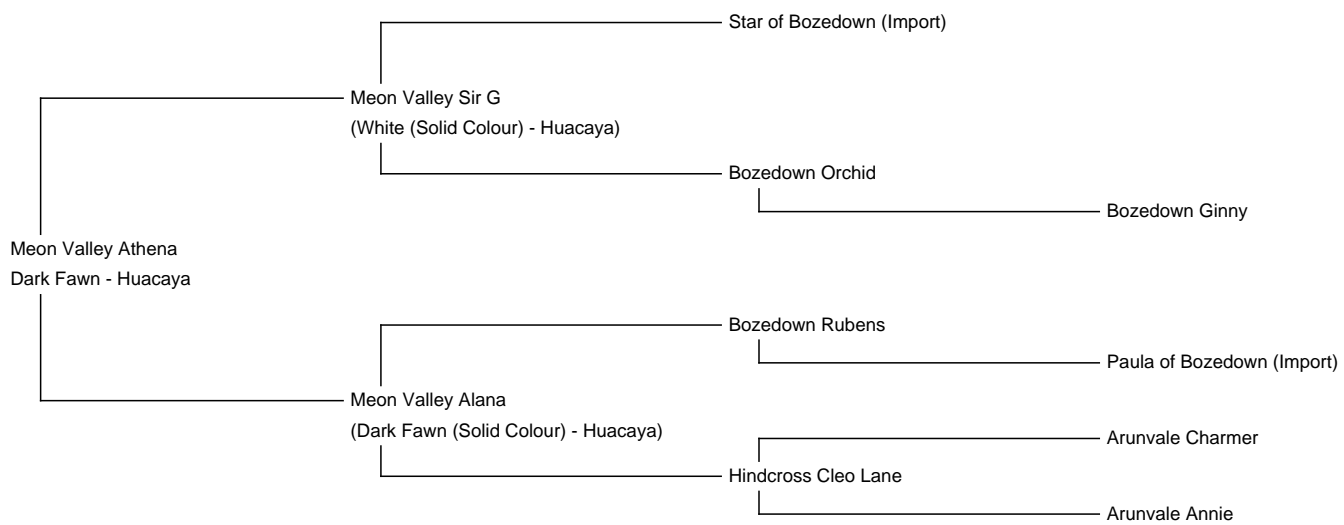 Star of Bozedown (Import)
Meon Valley Sir G
(White (Solid Colour) - Huacaya)
Bozedown Orchid
Bozedown Ginny
Meon Valley Athena
Dark Fawn - Huacaya
Bozedown Rubens
Paula of Bozedown (Import)
Meon Valley Alana
(Dark Fawn (Solid Colour) - Huacaya)
Arunvale Charmer
Hindcross Cleo Lane
Arunvale Annie